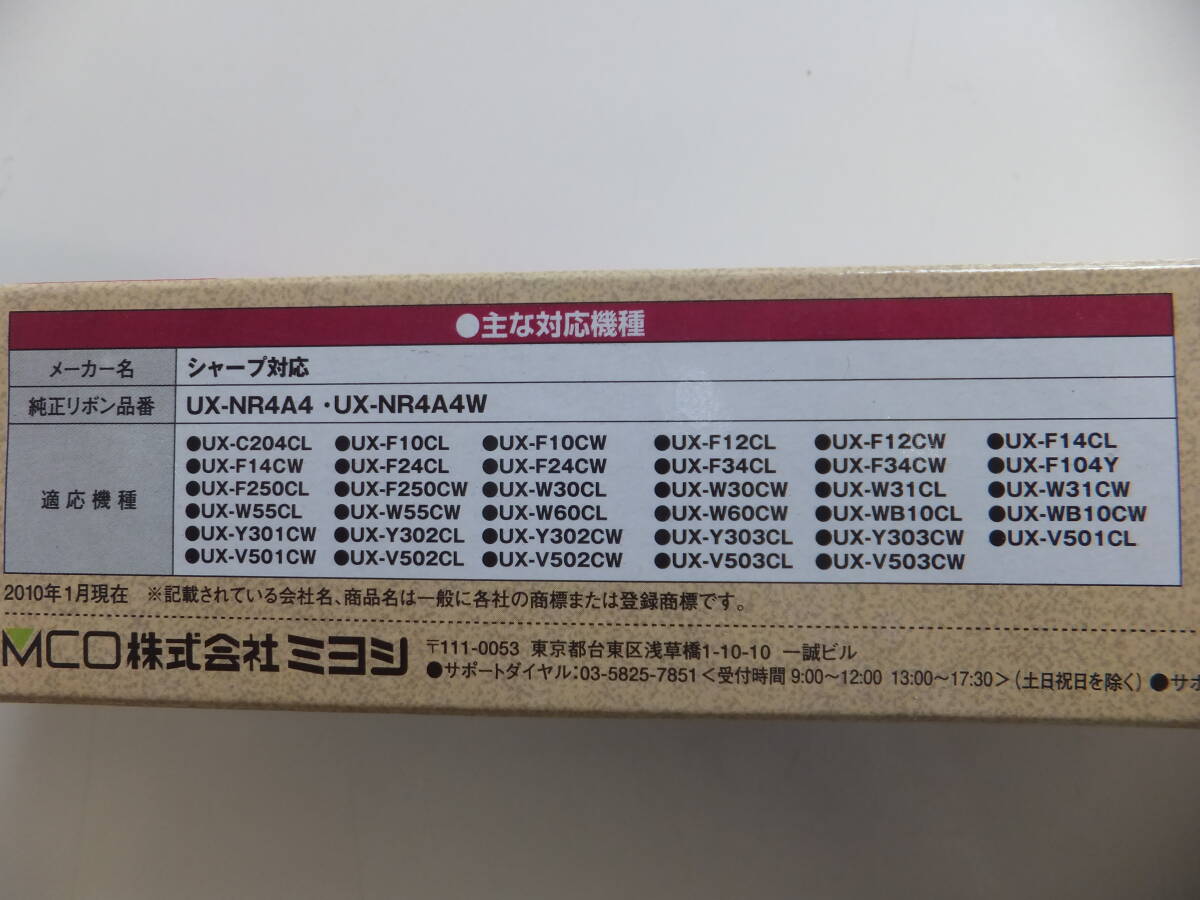 ●主な対応機種
メーカー名 シャープ対応
純正リボン品番 UX-NR4A4・UX-NR4A4W
適応機種
●UX-C204CL ●UX-F10CL ●UX-F10CW ●UX-F12CL ●UX-F12CW ●UX-F14CL
●UX-F14CW ●UX-F24CL ●UX-F24CW ●UX-F34CL ●UX-F34CW ●UX-F104Y
●UX-F250CL ●UX-F250CW ●UX-W30CL ●UX-W30CW ●UX-W31CL ●UX-W31CW
●UX-W55CL ●UX-W55CW ●UX-W60CL ●UX-W60CW ●UX-WB10CL ●UX-WB10CW
●UX-Y301CW ●UX-Y302CL ●UX-Y302CW ●UX-Y303CL ●UX-Y303CW ●UX-V501CL
●UX-V501CW ●UX-V502CL ●UX-V502CW ●UX-V503CL ●UX-V503CW
2010年1月現在 ※記載されている会社名、商品名は一般に各社の商標または登録商標です。
MCO株式会社ミヨシ
〒111-0053 東京都台東区浅草橋1-10-10 一誠ビル
●サポートダイヤル:03-5825-7851＜受付時間 9:00〜12:00 13:00〜17:30＞(土日祝日を除く) ●サポ